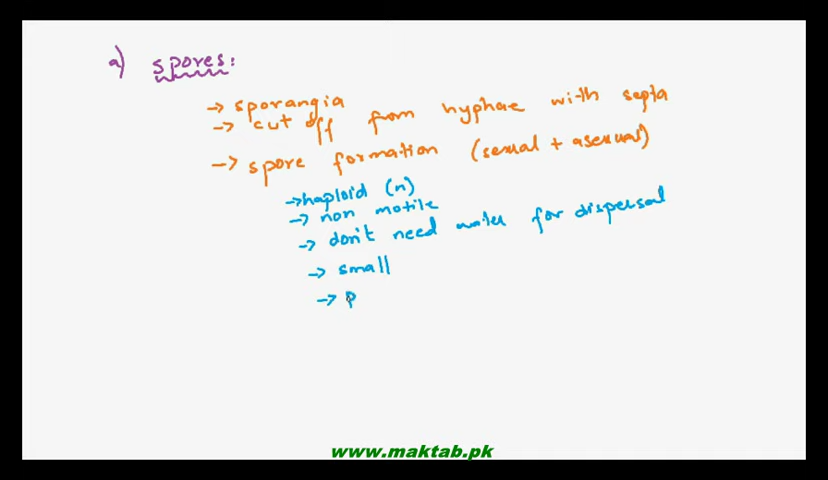 a) spores:
→ sporangia
→ cut off from hyphae with septa
→ spore formation (sexual + asexual)
→ haploid (n)
→ non motile
→ don't need water for dispersal
→ small
→ p
www.maktab.pk